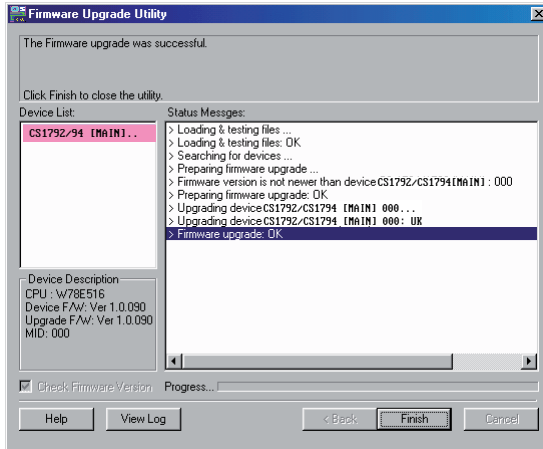 Firmware Upgrade Utility
The Firmware upgrade was successful.
Click Finish to close the utility.
Device List:
Status Messges:
CS1792/94 [MAIN]..
> Loading & testing files ...
> Loading & testing files: OK
> Searching for devices ...
> Preparing firmware upgrade ...
> Firmware version is not newer than device CS1792/CS1794[MAIN] : 000
> Preparing firmware upgrade: OK
> Upgrading device CS1792/CS1794 [MAIN] 000...
> Upgrading device CS1792/CS1794 [MAIN] 000: UK
> Firmware upgrade: OK
Device Description
CPU : W78E516
Device F/W: Ver 1.0.090
Upgrade F/W: Ver 1.0.090
MID: 000
Check Firmware Version
Progress...
Help
View Log
< Back
Finish
Cancel